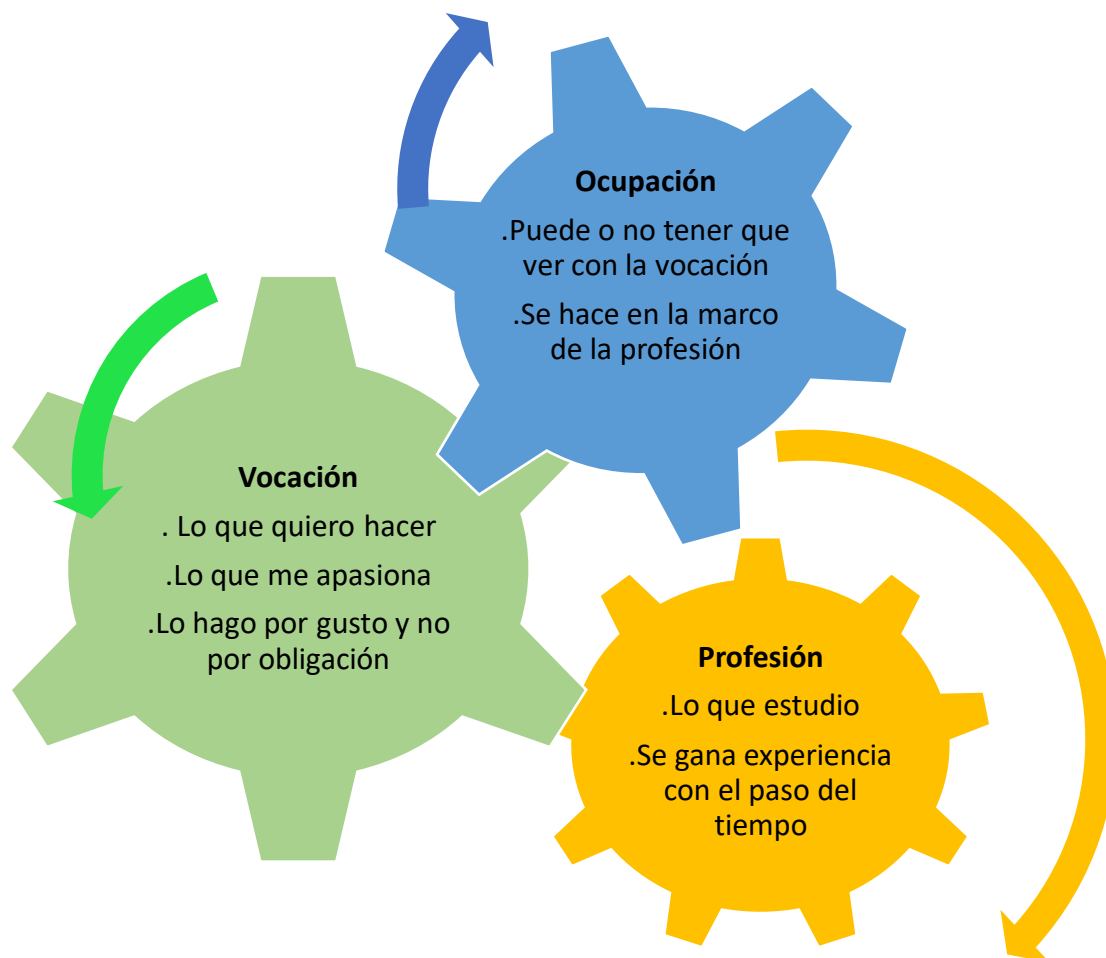 Ocupación
.Puede o no tener que
ver con la vocación
.Se hace en la marco
de la profesión
Vocación
. Lo que quiero hacer
.Lo que me apasiona
.Lo hago por gusto y no
por obligación
Profesión
.Lo que estudio
.Se gana experiencia
con el paso del
tiempo